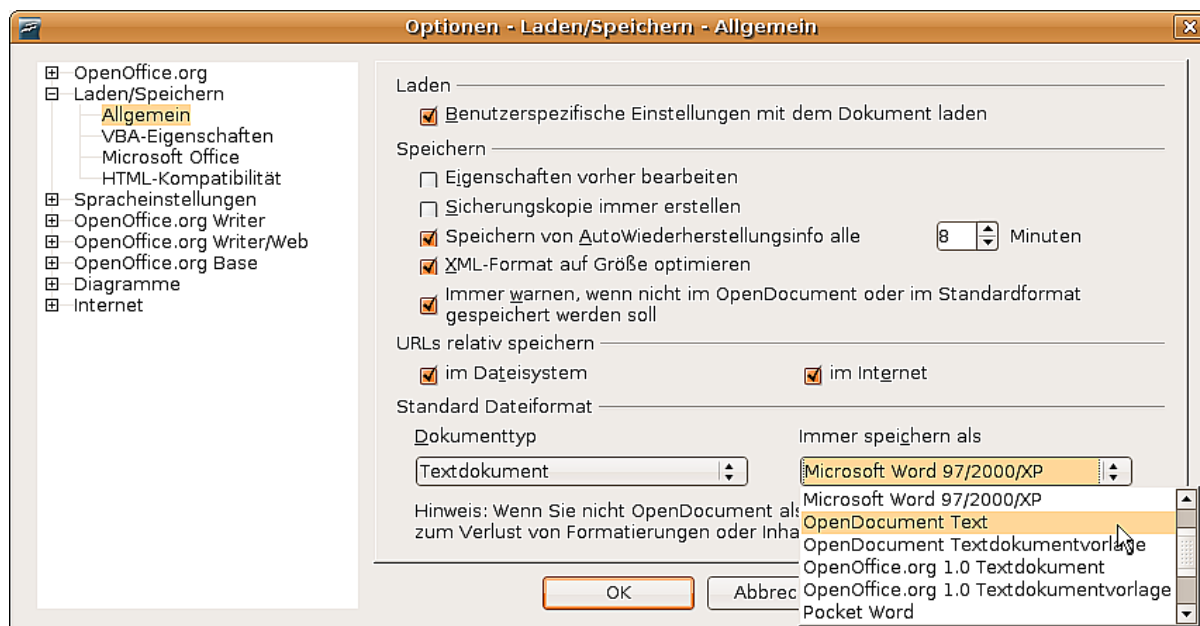 Optionen - Laden/Speichern - Allgemein
OpenOffice.org
Laden/Speichern
Allgemein
VBA-Eigenschaften
Microsoft Office
HTML-Kompatibilität
Spracheinstellungen
OpenOffice.org Writer
OpenOffice.org Writer/Web
OpenOffice.org Base
Diagramme
Internet
Laden
Benutzerspezifische Einstellungen mit dem Dokument laden
Speichern
Eigenschaften vorher bearbeiten
Sicherungskopie immer erstellen
Speichern von AutoWiederherstellungsinfo alle 8 Minuten
XML-Format auf Größe optimieren
Immer warnen, wenn nicht im OpenDocument oder im Standardformat
gespeichert werden soll
URLs relativ speichern
im Dateisystem im Internet
Standard Dateiformat
Dokumenttyp Immer speichern als
Textdokument Microsoft Word 97/2000/XP
Hinweis: Wenn Sie nicht OpenDocument als
zum Verlust von Formatierungen oder Inha
Microsoft Word 97/2000/XP
OpenDocument Text
OpenDocument Textdokumentvorlage
OpenOffice.org 1.0 Textdokument
OpenOffice.org 1.0 Textdokumentvorlage
Pocket Word
OK Abbrec